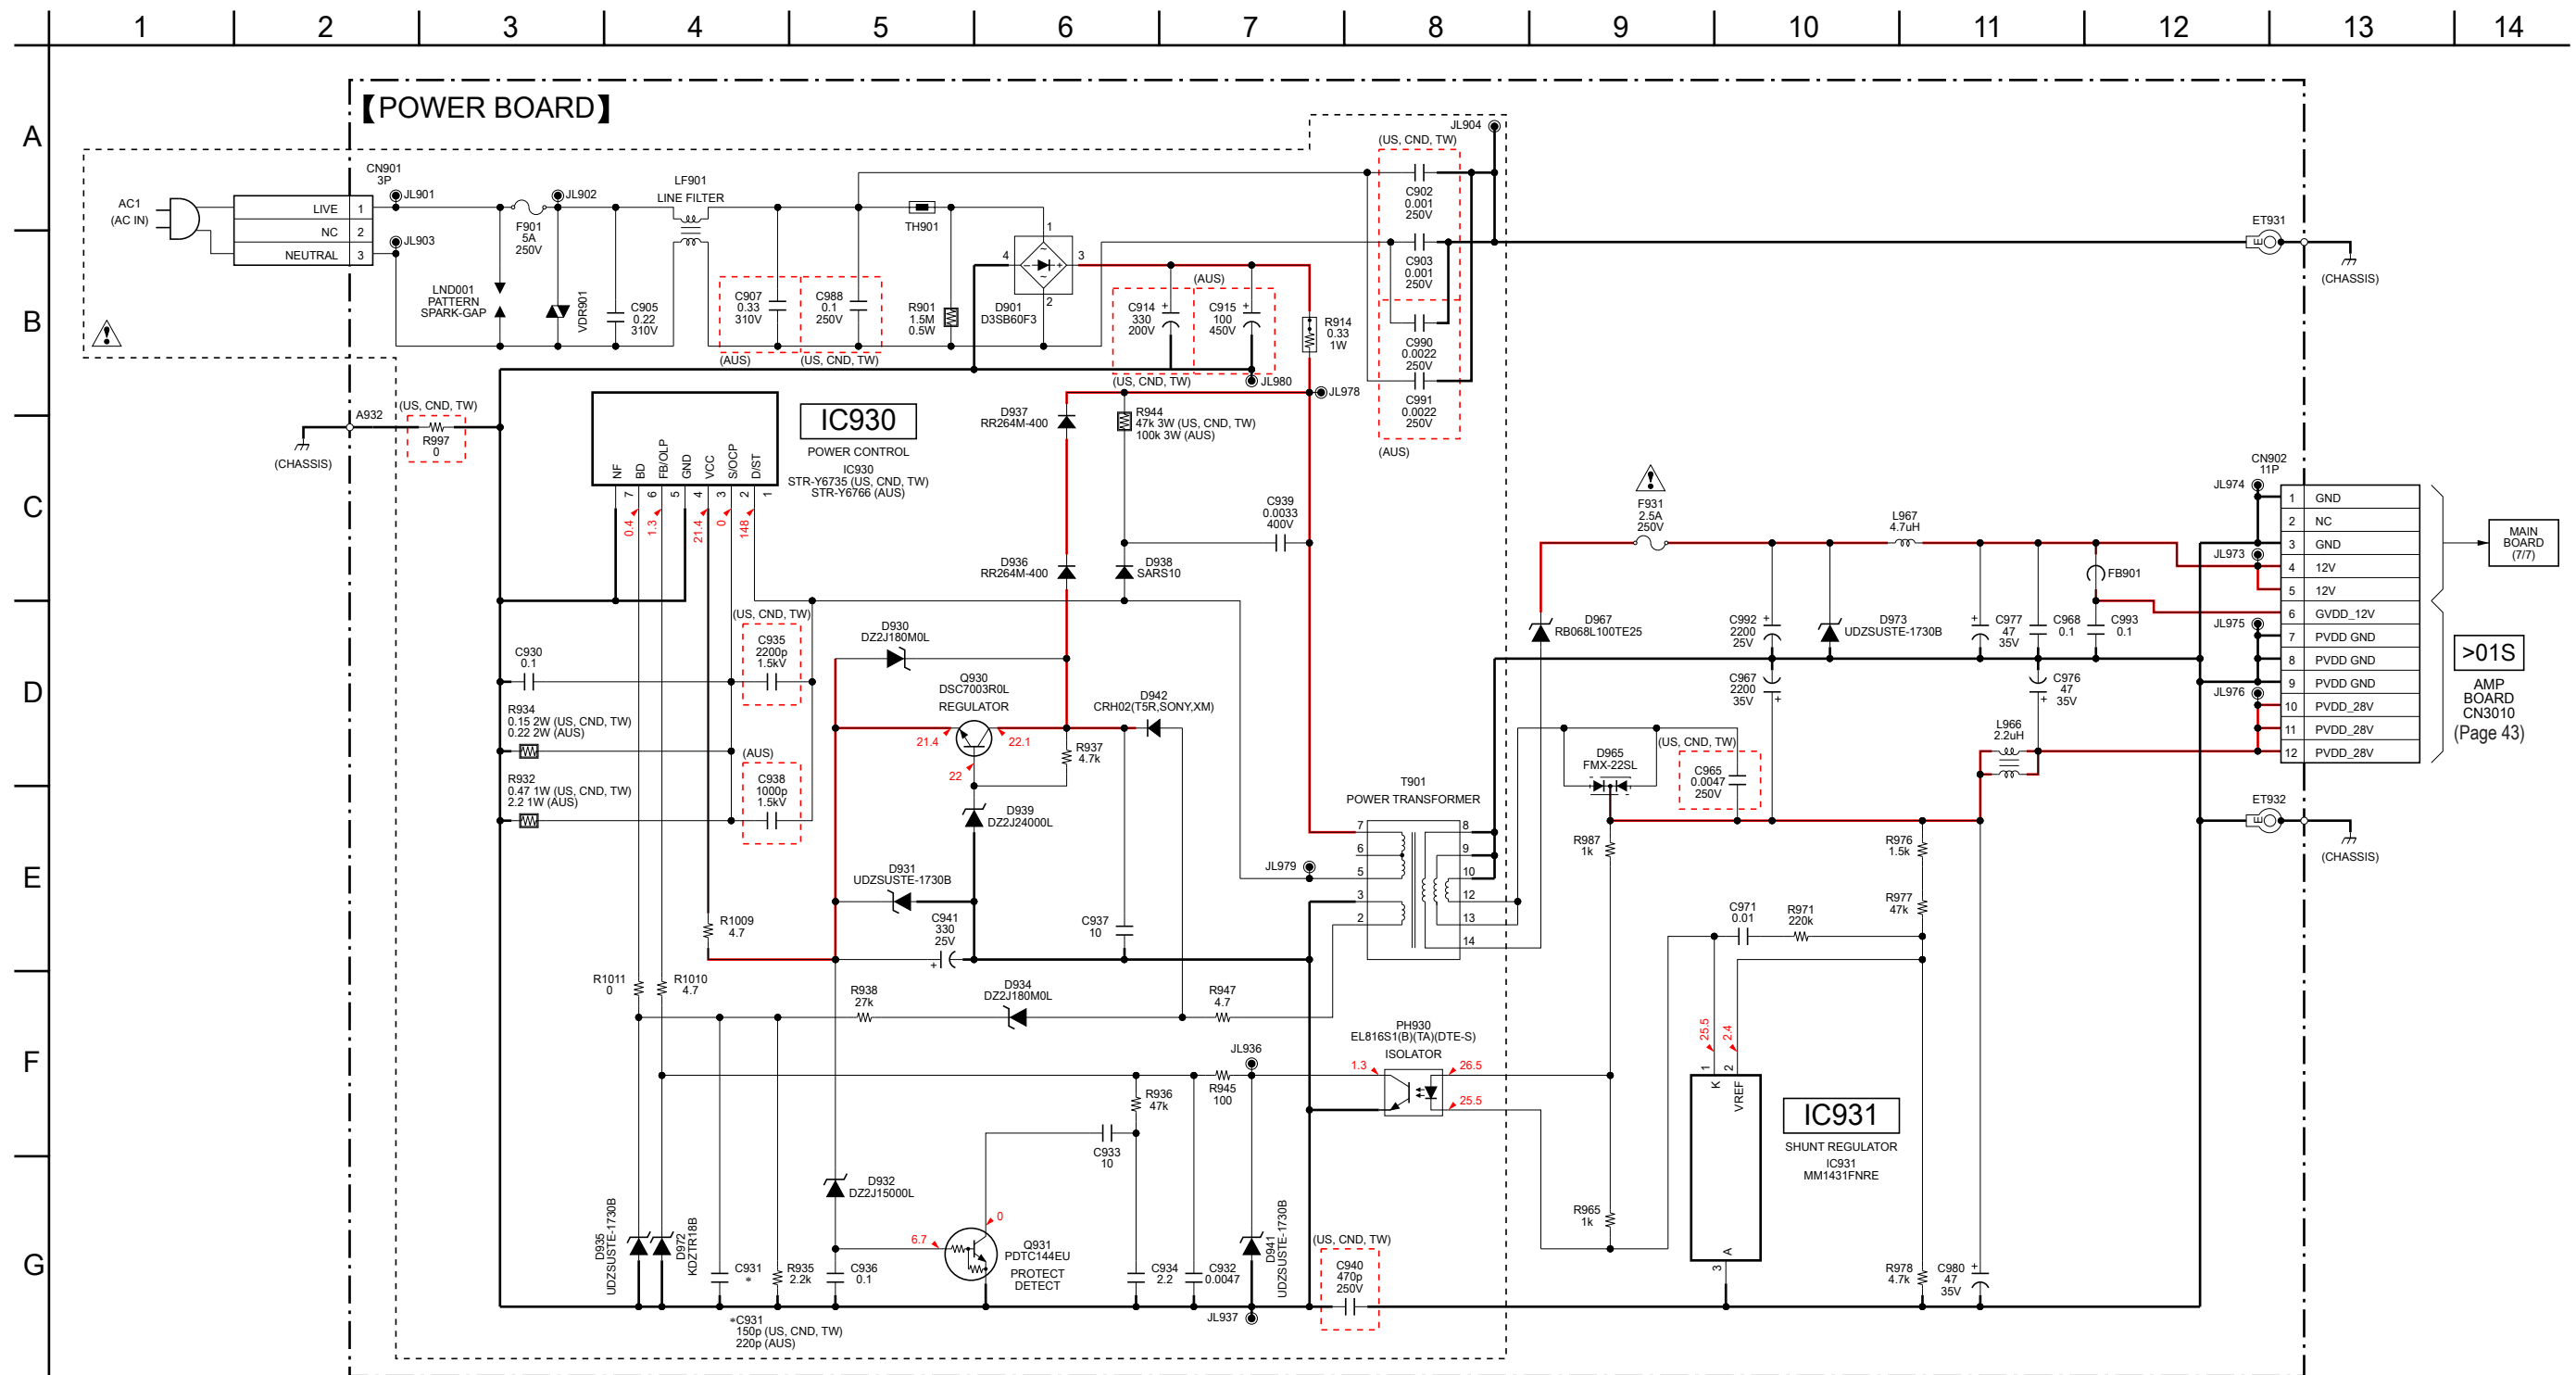 1 2 3 4 5 6 7 8 9 10 11 12 13 14
A
B
C
D
E
F
G
【POWER BOARD】
AC1
(AC IN)
CN901
3P
LIVE 1
NC 2
NEUTRAL 3
JL901
JL903
LND001
PATTERN
SPARK-GAP
F901
5A
250V
JL902
VDR901
C905
0.22
310V
LF901
LINE FILTER
C907
0.33
310V
(AUS)
C988
0.1
250V
(US, CND, TW)
TH901
R901
1.5M
0.5W
1
4
3
2
D901
D3SB60F3
C914
330
200V
(US, CND, TW)
(AUS)
C915
100
450V
JL980
R914
0.33
1W
JL978
(US, CND, TW)
JL904
C902
0.001
250V
C903
0.001
250V
C990
0.0022
250V
C991
0.0022
250V
(AUS)
ET931
E
(CHASSIS)
A932
(CHASSIS)
(US, CND, TW)
R997
0
IC930
POWER CONTROL
IC930
STR-Y6735 (US, CND, TW)
STR-Y6766 (AUS)
NF
BD
FB/OLP
GND
VCC
S/OCP
D/ST
7 6 5 4 3 2 1
0.4
1.3
21.4
0
148
D937
RR264M-400
R944
47k 3W (US, CND, TW)
100k 3W (AUS)
C939
0.0033
400V
D936
RR264M-400
D938
SARS10
F931
2.5A
250V
L967
4.7uH
FB901
D967
RB068L100TE25
C992
2200
25V
D973
UDZSUSTE-1730B
C977
47
35V
C968
0.1
C993
0.1
C967
2200
35V
C976
47
35V
L966
2.2uH
CN902
11P
JL974
JL973
JL975
JL976
1 GND
2 NC
3 GND
4 12V
5 12V
6 GVDD_12V
7 PVDD GND
8 PVDD GND
9 PVDD GND
10 PVDD_28V
11 PVDD_28V
12 PVDD_28V
MAIN
BOARD
(7/7)
>01S
AMP
BOARD
CN3010
(Page 43)
ET932
E
(CHASSIS)
C930
0.1
R934
0.15 2W (US, CND, TW)
0.22 2W (AUS)
R932
0.47 1W (US, CND, TW)
2.2 1W (AUS)
(US, CND, TW)
C935
2200p
1.5kV
(AUS)
C938
1000p
1.5kV
D930
DZ2J180M0L
Q930
DSC7003R0L
REGULATOR
21.4
22.1
22
D942
CRH02(T5R,SONY,XM)
R937
4.7k
D939
DZ2J24000L
D931
UDZSUSTE-1730B
C941
330
25V
C937
10
R1009
4.7
R1011
0
R1010
4.7
R938
27k
D934
DZ2J180M0L
R947
4.7
JL979
T901
POWER TRANSFORMER
7
6
5
3
2
8
9
10
12
13
14
D965
FMX-22SL
(US, CND, TW)
C965
0.0047
250V
R987
1k
R976
1.5k
R977
47k
C971
0.01
R971
220k
JL936
R945
100
R936
47k
C933
10
PH930
EL816S1(B)(TA)(DTE-S)
ISOLATOR
1.3
26.5
25.5
25.5
2.4
1
2
K
VREF
A
3
IC931
SHUNT REGULATOR
IC931
MM1431FNRE
D932
DZ2J15000L
D935
UDZSUSTE-1730B
D972
KDZTR18B
C931
*
R935
2.2k
C936
0.1
6.7
0
Q931
PDTC144EU
PROTECT
DETECT
C934
2.2
C932
0.0047
D941
UDZSUSTE-1730B
JL937
(US, CND, TW)
C940
470p
250V
R965
1k
R978
4.7k
C980
47
35V
*C931
150p (US, CND, TW)
220p (AUS)